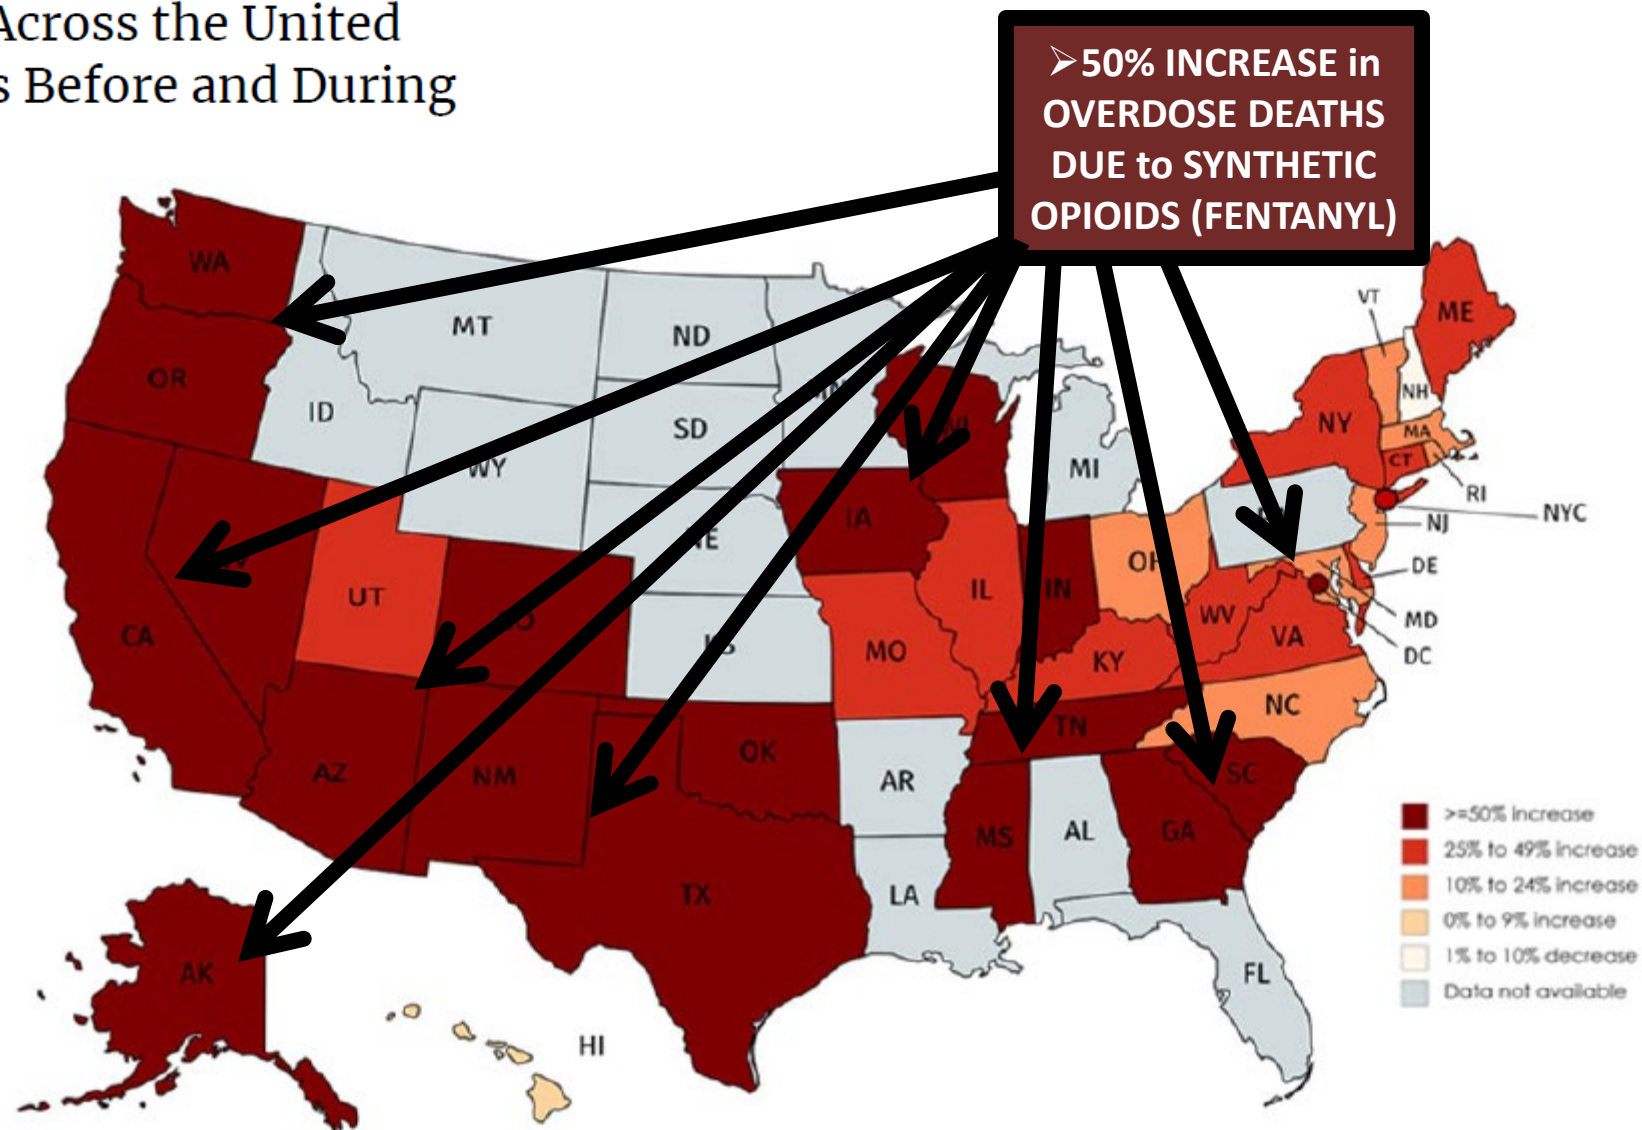 Across the United
s Before and During
➢50% INCREASE in
OVERDOSE DEATHS
DUE to SYNTHETIC
OPIOIDS (FENTANYL)
WA
MT
ND
VT
ME
OR
ID
SD
WI
MI
NY
NH
MA
CT
RI
NYC
NJ
WY
IA
NE
OH
DE
UT
IL
IN
WV
MD
CA
CO
KS
MO
KY
VA
DC
NC
AZ
NM
OK
TN
AR
SC
TX
MS
AL
GA
LA
FL
AK
HI
>=50% increase
25% to 49% increase
10% to 24% increase
0% to 9% increase
1% to 10% decrease
Data not available